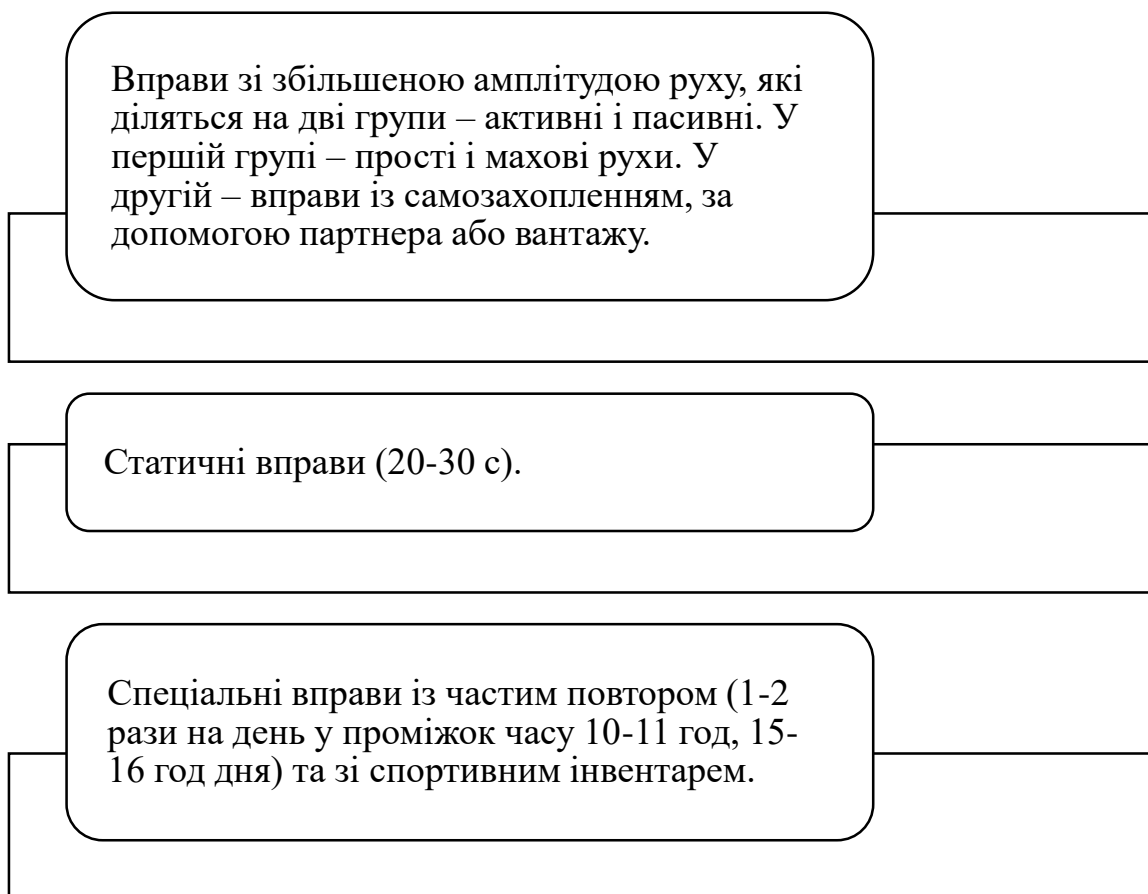 Вправи зі збільшеною амплітудою руху, які
діляться на дві групи – активні і пасивні. У
першій групі – прості і махові рухи. У
другій – вправи із самозахопленням, за
допомогою партнера або вантажу.
Статичні вправи (20-30 с).
Спеціальні вправи із частим повтором (1-2
рази на день у проміжок часу 10-11 год, 15-
16 год дня) та зі спортивним інвентарем.